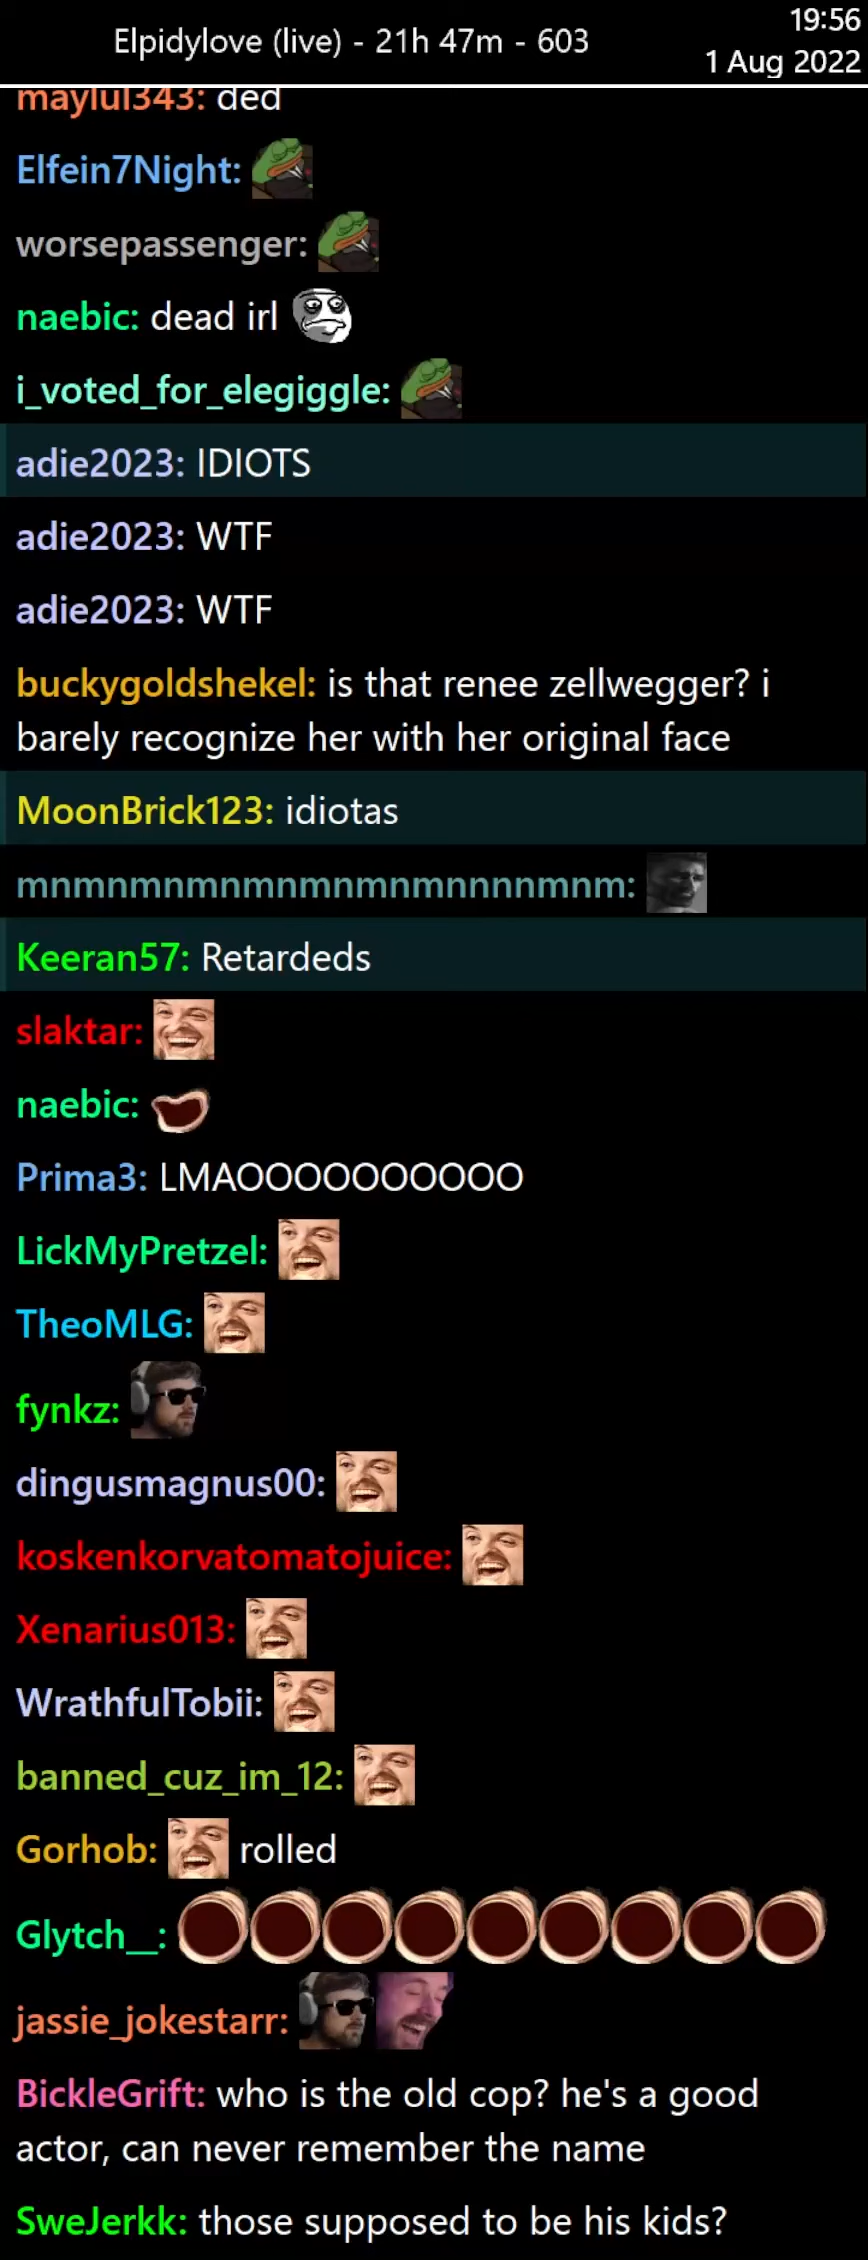 Elpidylove (live) - 21h 47m - 603
19:56
1 Aug 2022
maylul343: ded
Elfein7Night:
worsepassenger:
naebic: dead irl
i_voted_for_elegiggle:
adie2023: IDIOTS
adie2023: WTF
adie2023: WTF
buckygoldshekel: is that renee zellwegger? i
barely recognize her with her original face
MoonBrick123: idiotas
mnmnmnmnmnmnmnmnnnnmnm:
Keeran57: Retardeds
slaktar:
naebic:
Prima3: LMAOOOOOOOOOO
LickMyPretzel:
TheoMLG:
fynkz:
dingusmagnus00:
koskenkorvatomatojuice:
Xenarius013:
WrathfulTobii:
banned_cuz_im_12:
Gorhob: rolled
Glytch__:
jassie_jokestarr:
BickleGrift: who is the old cop? he's a good
actor, can never remember the name
SweJerkk: those supposed to be his kids?